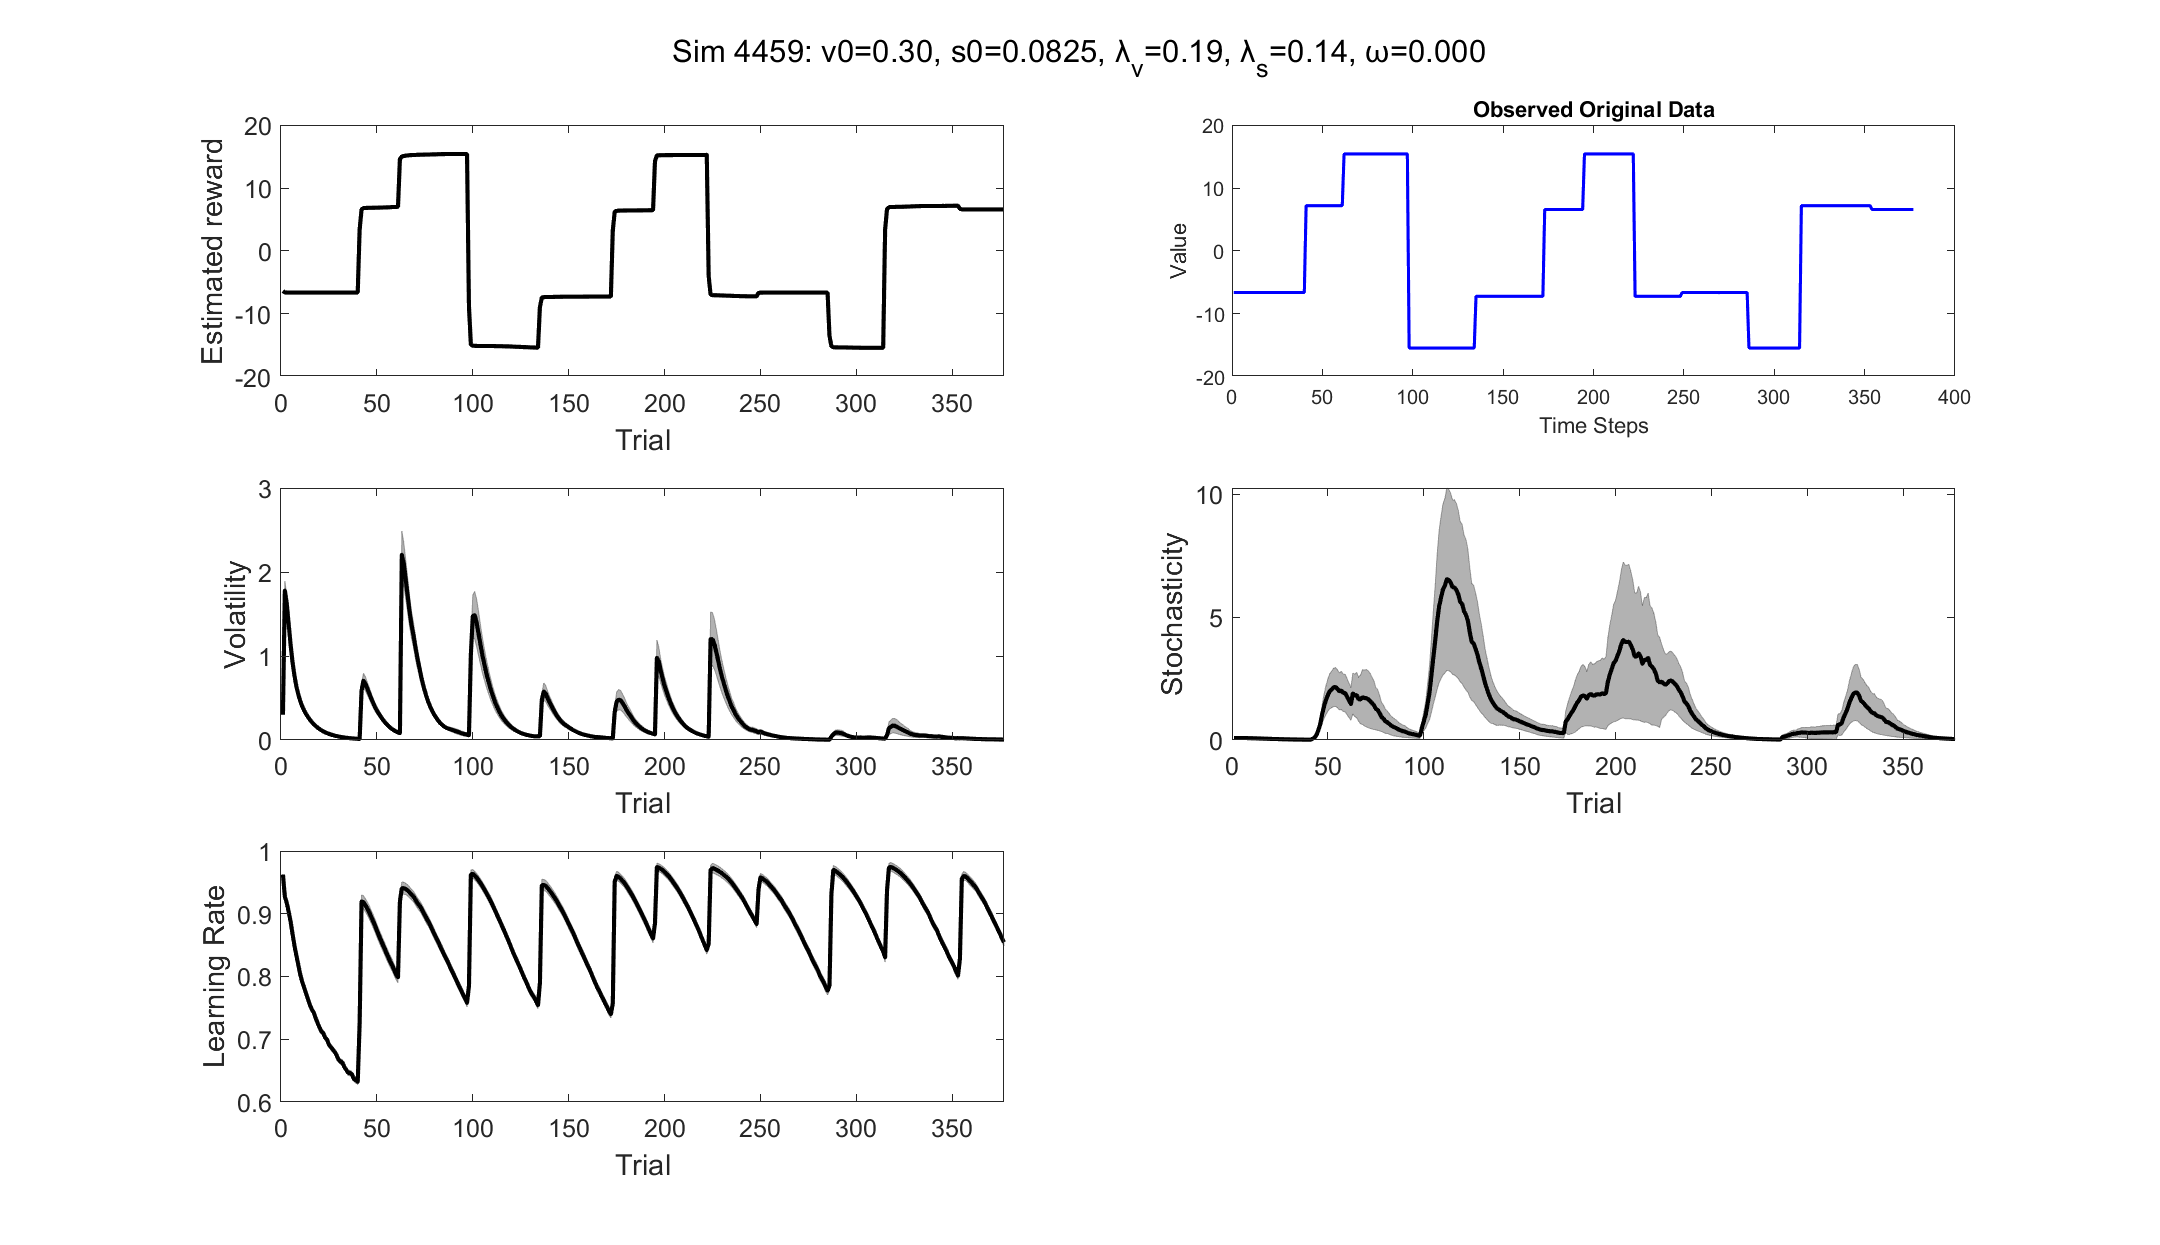 Sim 4459: v0=0.30, s0=0.0825, λ_v=0.19, λ_s=0.14, ω=0.000
Estimated reward
20
10
0
-10
-20
0 50 100 150 200 250 300 350
Trial
Observed Original Data
Value
20
10
0
-10
-20
0 50 100 150 200 250 300 350 400
Time Steps
Volatility
3
2
1
0
0 50 100 150 200 250 300 350
Trial
Stochasticity
10
5
0
0 50 100 150 200 250 300 350
Trial
Learning Rate
1
0.9
0.8
0.7
0.6
0 50 100 150 200 250 300 350
Trial